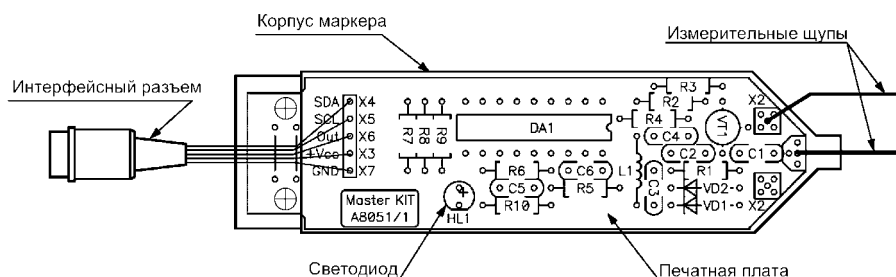 Корпус маркера
Измерительные щупы
Интерфейсный разъем
SDA X4
SCL X5
Out X6
+Vcc X3
GND X7
R7
R8
R9
DA1
R3
R2
R4
VT1
X2
C4
C2
C1
L1
R1
C3
VD2
VD1
X2
R6
C6
C5
R5
R10
HL1
Master KIT
A8051/1
Светодиод
Печатная плата